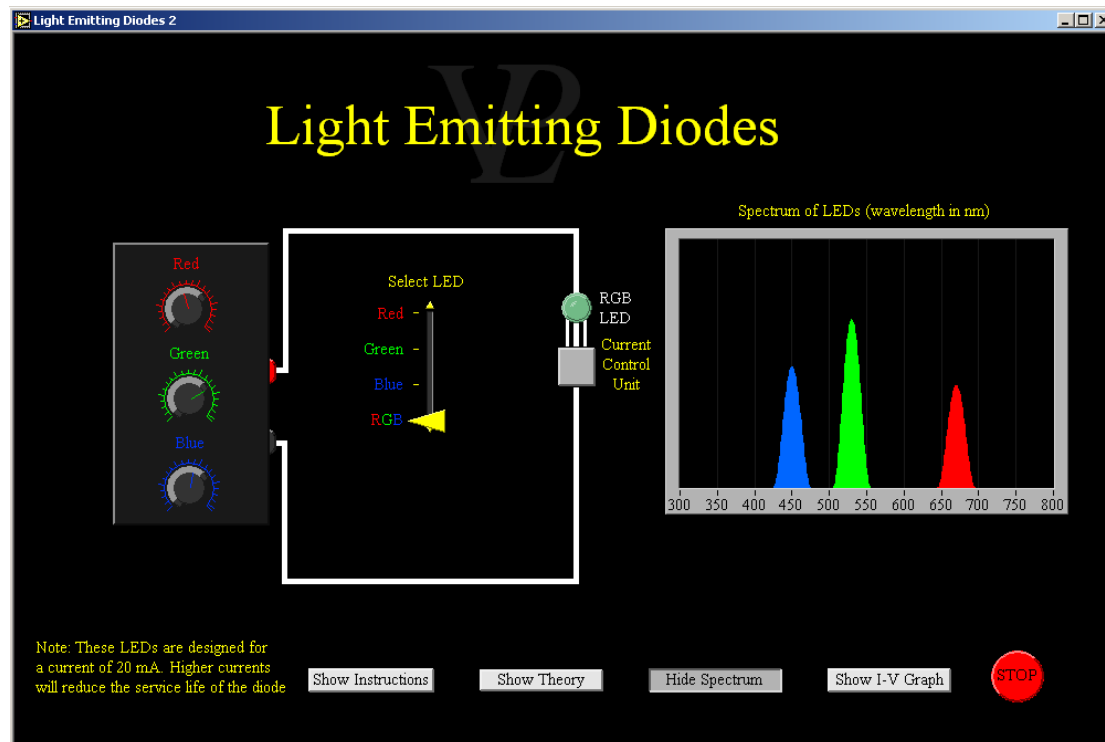 Light Emitting Diodes 2
VL
Light Emitting Diodes
Spectrum of LEDs (wavelength in nm)
Red
Select LED
Red
RGB
LED
Green
Green
Current
Control
Unit
Blue
RGB
Blue
300 350 400 450 500 550 600 650 700 750 800
Note: These LEDs are designed for
a current of 20 mA. Higher currents
will reduce the service life of the diode
Show Instructions
Show Theory
Hide Spectrum
Show I-V Graph
STOP